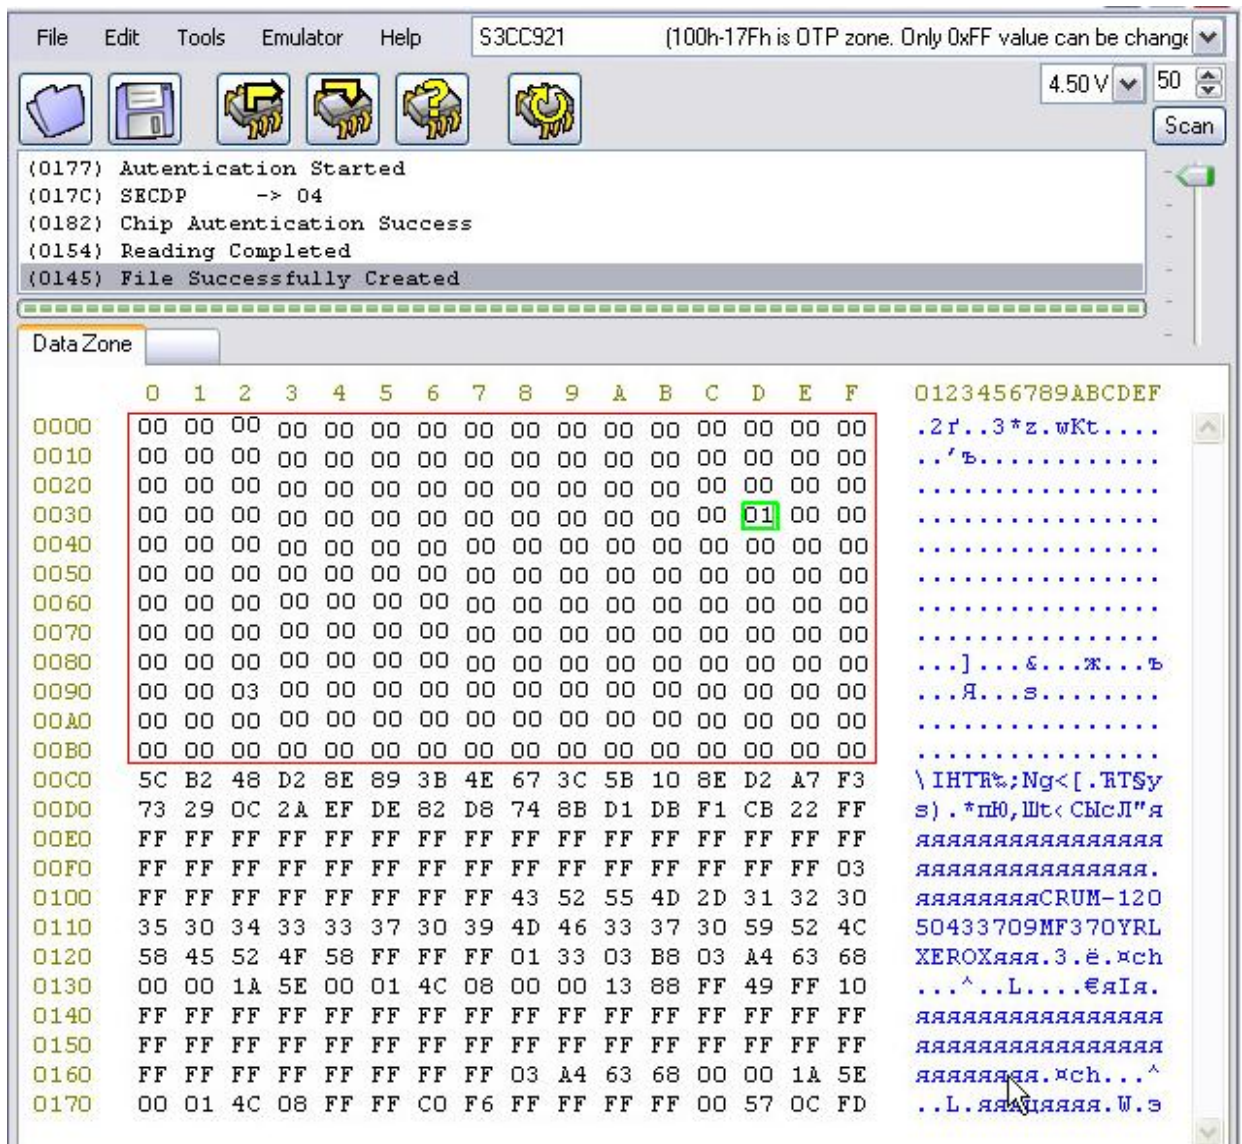 File Edit Tools Emulator Help S3CC921 (100h-17Fh is OTP zone. Only 0xFF value can be change
4.50 V 50
Scan
(0177) Autentication Started
(017C) SECDP -> 04
(0182) Chip Autentication Success
(0154) Reading Completed
(0145) File Successfully Created
Data Zone
0 1 2 3 4 5 6 7 8 9 A B C D E F 0123456789ABCDEF
0000 00 00 00 00 00 00 00 00 00 00 00 00 00 00 00 00 .2ґ..3*z.wKt....
0010 00 00 00 00 00 00 00 00 00 00 00 00 00 00 00 00 ..’ъ............
0020 00 00 00 00 00 00 00 00 00 00 00 00 00 00 00 00 ................
0030 00 00 00 00 00 00 00 00 00 00 00 00 00 01 00 00 ................
0040 00 00 00 00 00 00 00 00 00 00 00 00 00 00 00 00 ................
0050 00 00 00 00 00 00 00 00 00 00 00 00 00 00 00 00 ................
0060 00 00 00 00 00 00 00 00 00 00 00 00 00 00 00 00 ................
0070 00 00 00 00 00 00 00 00 00 00 00 00 00 00 00 00 ................
0080 00 00 00 00 00 00 00 00 00 00 00 00 00 00 00 00 ...]...&...ж...ъ
0090 00 00 03 00 00 00 00 00 00 00 00 00 00 00 00 00 ...Я...ѕ........
00A0 00 00 00 00 00 00 00 00 00 00 00 00 00 00 00 00 ................
00B0 00 00 00 00 00 00 00 00 00 00 00 00 00 00 00 00 ................
00C0 5C B2 48 D2 8E 89 3B 4E 67 3C 5B 10 8E D2 A7 F3 \ІHТЋ‰;Ng<[.ЋТ§у
00D0 73 29 0C 2A EF DE 82 D8 74 8B D1 DB F1 CB 22 FF s).*пЮ‚Шt‹СЫсЛ"я
00E0 FF FF FF FF FF FF FF FF FF FF FF FF FF FF FF FF яяяяяяяяяяяяяяяя
00F0 FF FF FF FF FF FF FF FF FF FF FF FF FF FF FF 03 яяяяяяяяяяяяяяя.
0100 FF FF FF FF FF FF FF FF 43 52 55 4D 2D 31 32 30 яяяяяяяяCRUM-120
0110 35 30 34 33 33 37 30 39 4D 46 33 37 30 59 52 4C 50433709MF370YRL
0120 58 45 52 4F 58 FF FF FF 01 33 03 B8 03 A4 63 68 XEROXяяя.3.ё.¤ch
0130 00 00 1A 5E 00 01 4C 08 00 00 13 88 FF 49 FF 10 ...^..L....€яIя.
0140 FF FF FF FF FF FF FF FF FF FF FF FF FF FF FF FF яяяяяяяяяяяяяяяя
0150 FF FF FF FF FF FF FF FF FF FF FF FF FF FF FF FF яяяяяяяяяяяяяяяя
0160 FF FF FF FF FF FF FF FF 03 A4 63 68 00 00 1A 5E яяяяяяяя.¤ch...^
0170 00 01 4C 08 FF FF C0 F6 FF FF FF FF 00 57 0C FD ..L.яяАцяяяя.W.э